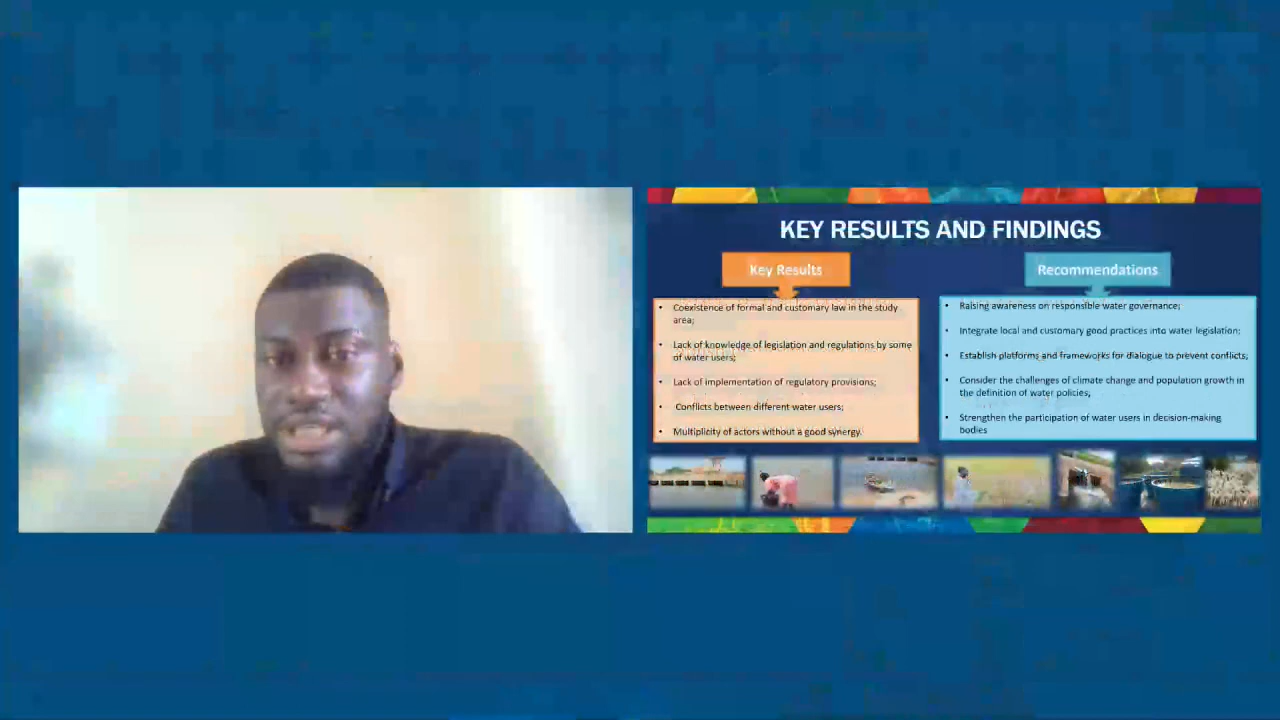 KEY RESULTS AND FINDINGS
Key Results
• Coexistence of formal and customary law in the study
area;
• Lack of knowledge of legislation and regulations by some
of water users;
• Lack of implementation of regulatory provisions;
• Conflicts between different water users;
• Multiplicity of actors without a good synergy.
Recommendations
• Raising awareness on responsible water governance;
• Integrate local and customary good practices into water legislation;
• Establish platforms and frameworks for dialogue to prevent conflicts;
• Consider the challenges of climate change and population growth in
the definition of water policies;
• Strengthen the participation of water users in decision-making
bodies